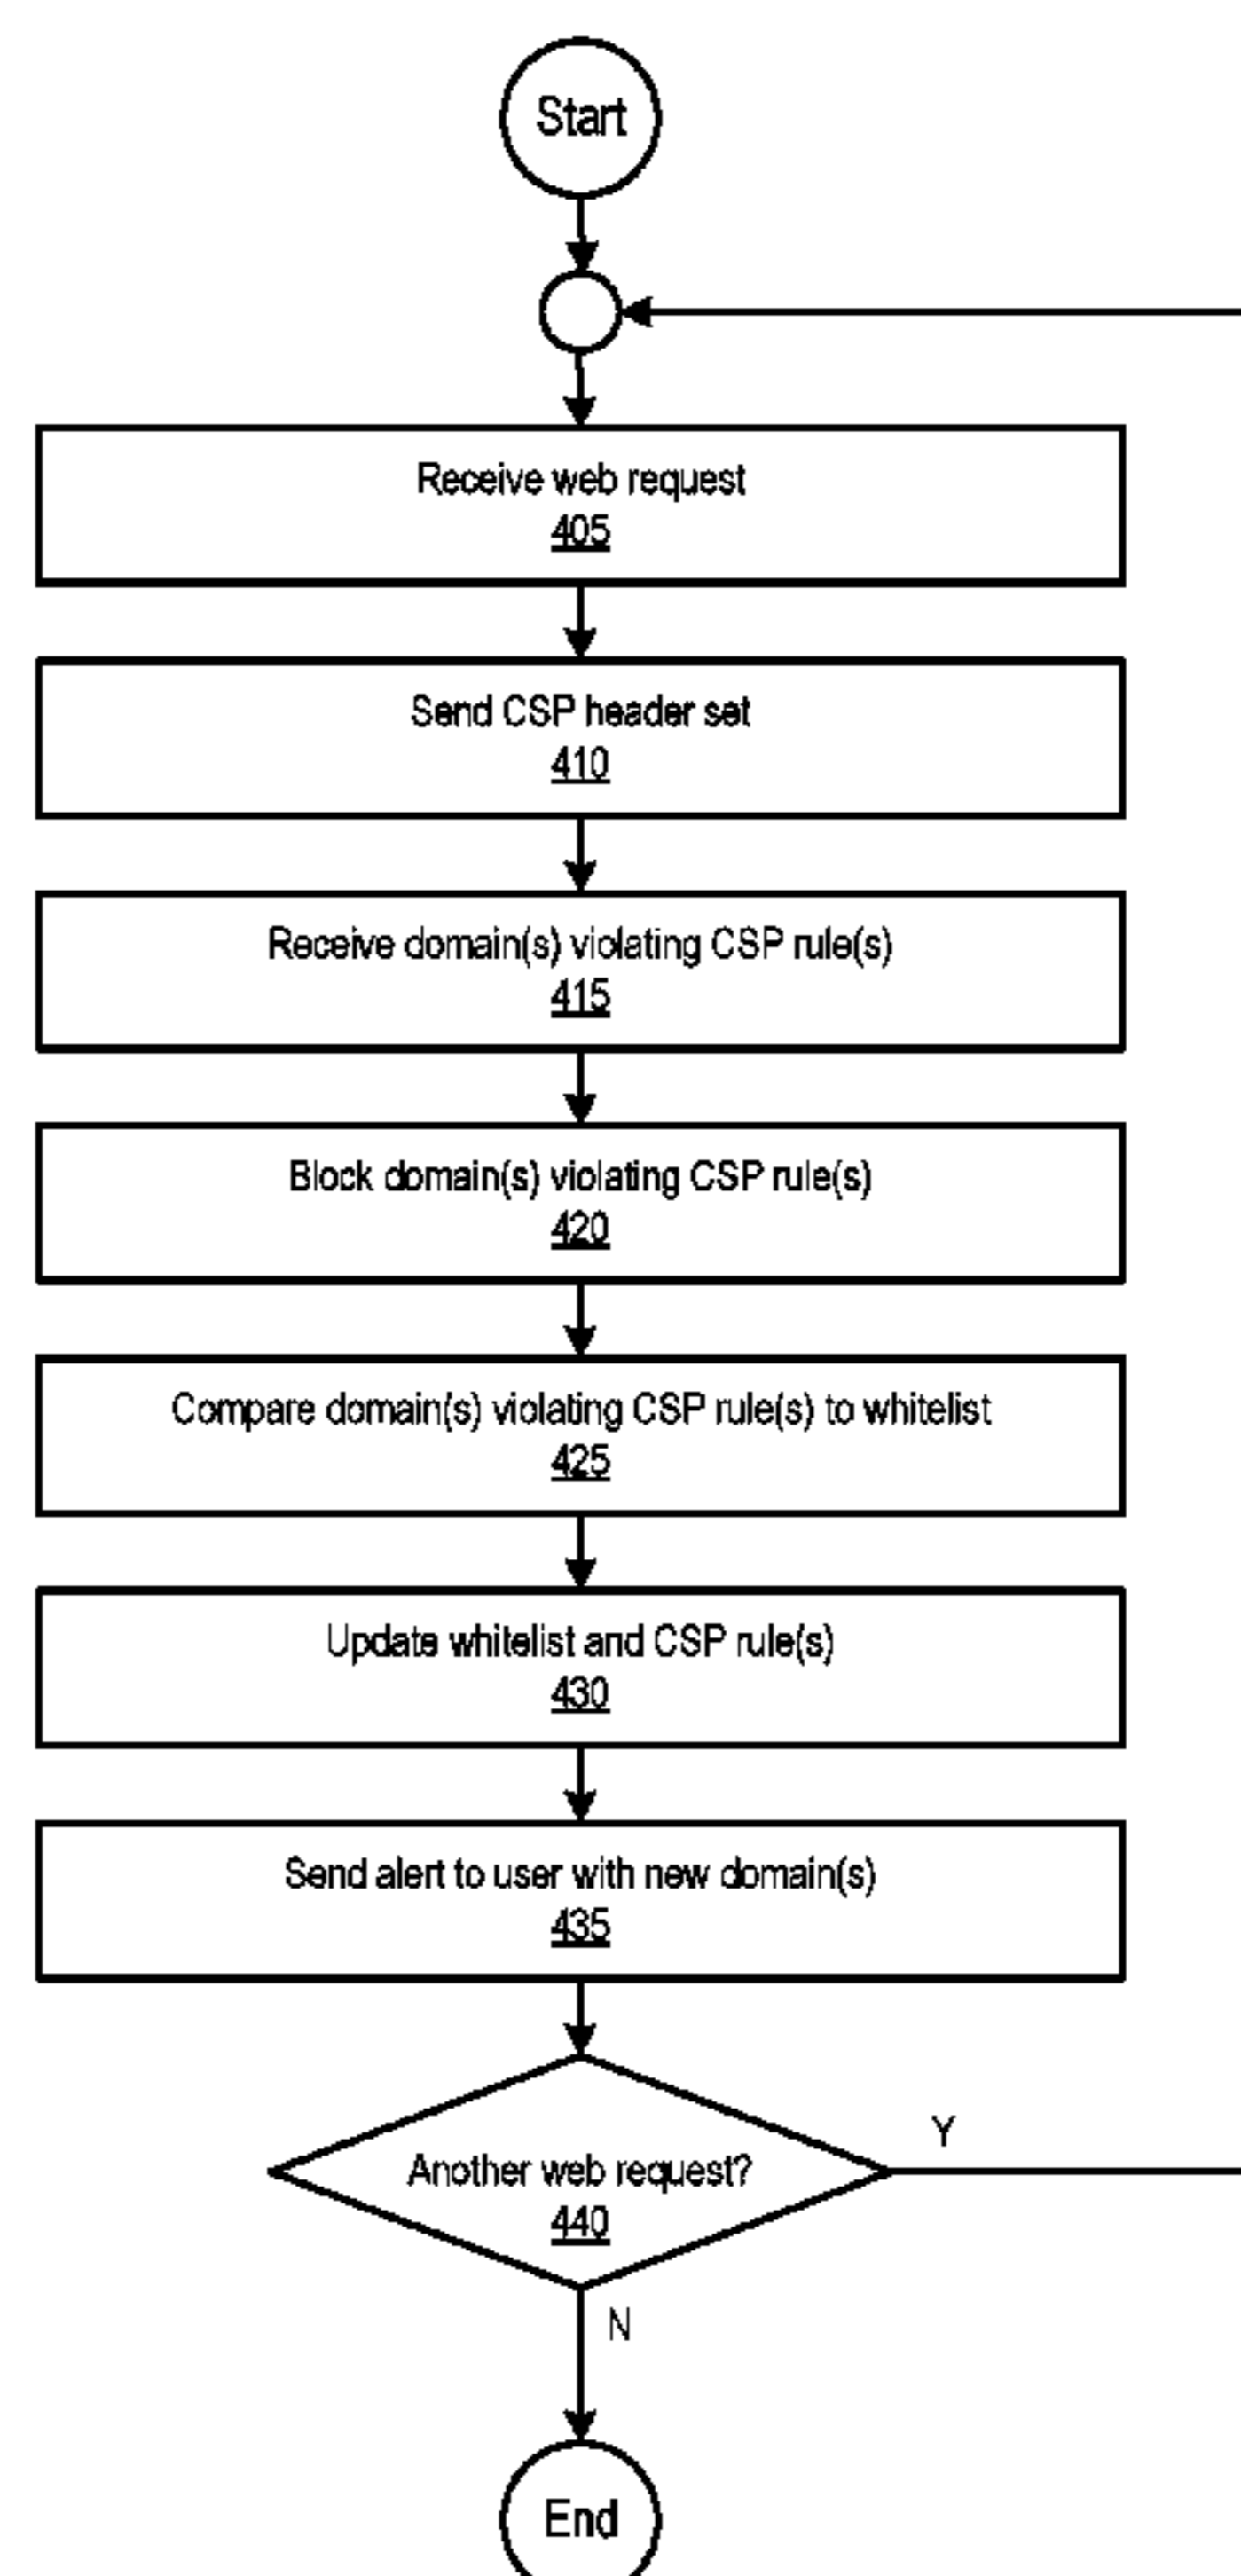 Start
Receive web request
405
Send CSP header set
410
Receive domain(s) violating CSP rule(s)
415
Block domain(s) violating CSP rule(s)
420
Compare domain(s) violating CSP rule(s) to whitelist
425
Update whitelist and CSP rule(s)
430
Send alert to user with new domain(s)
435
Another web request?
440
Y
N
End